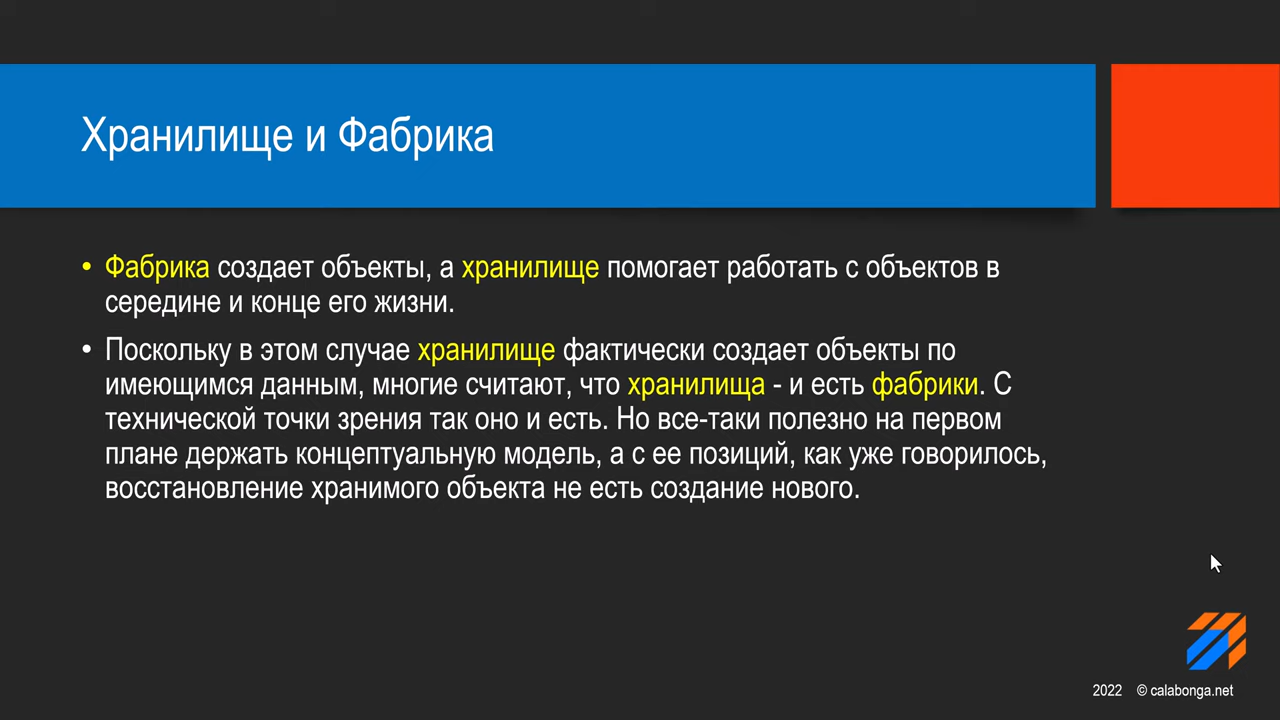 Хранилище и Фабрика
• Фабрика создает объекты, а хранилище помогает работать с объектов в
середине и конце его жизни.
• Поскольку в этом случае хранилище фактически создает объекты по
имеющимся данным, многие считают, что хранилища - и есть фабрики. С
технической точки зрения так оно и есть. Но все-таки полезно на первом
плане держать концептуальную модель, а с ее позиций, как уже говорилось,
восстановление хранимого объекта не есть создание нового.
2022 © calabonga.net